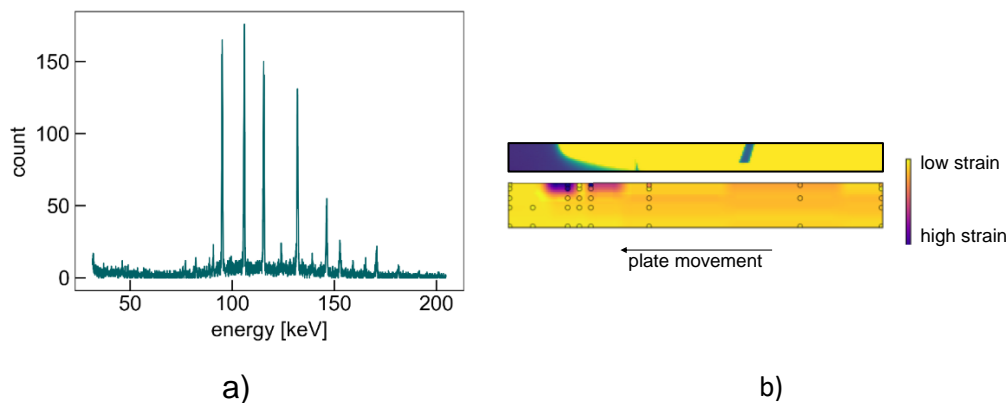 150
100
50
0
count
50
100
150
200
energy [keV]
a)
low strain
high strain
plate movement
b)